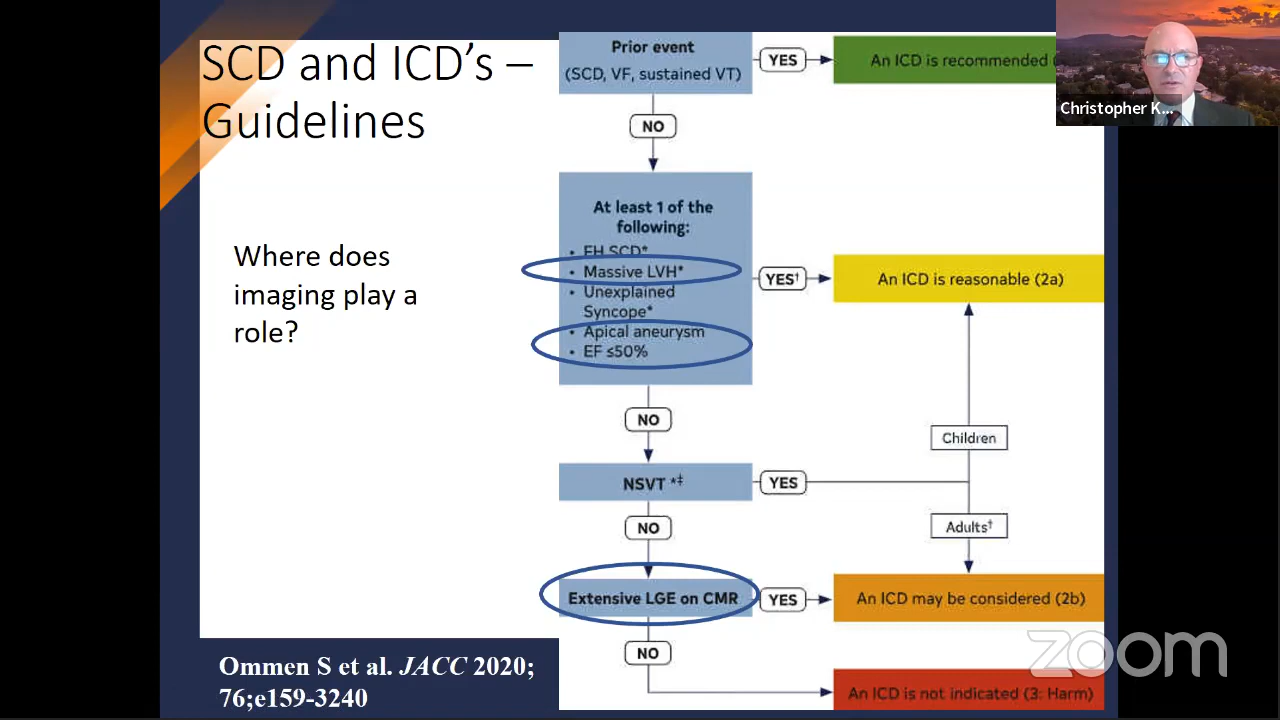 SCD and ICD's –
Guidelines
Where does
imaging play a
role?
Prior event
(SCD, VF, sustained VT)
YES
An ICD is recommended (
NO
At least 1 of the
following:
• FH SCD*
• Massive LVH*
• Unexplained
Syncope*
• Apical aneurysm
• EF ≤50%
YES†
An ICD is reasonable (2a)
NO
Children
NSVT *‡
YES
NO
Adults†
Extensive LGE on CMR
YES
An ICD may be considered (2b)
NO
An ICD is not indicated (3: Harm)
Ommen S et al. JACC 2020;
76;e159-3240
Christopher K...
zoom